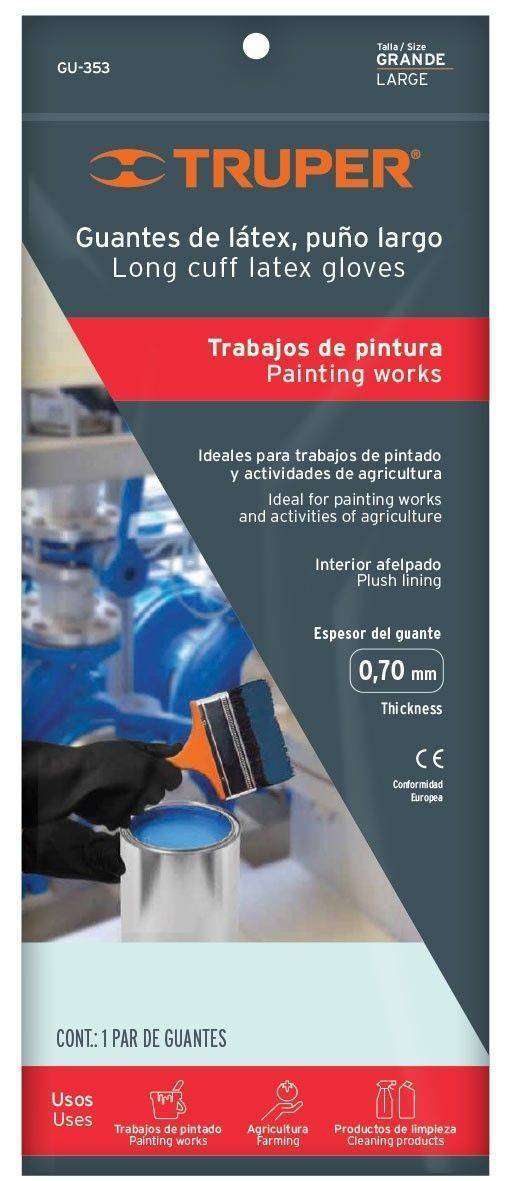 GU-353
Talla / Size
GRANDE
LARGE
TRUPER®
Guantes de látex, puño largo
Long cuff latex gloves
Trabajos de pintura
Painting works
Ideales para trabajos de pintado
y actividades de agricultura
Ideal for painting works
and activities of agriculture
Interior afelpado
Plush lining
Espesor del guante
0,70 mm
Thickness
CE
Conformidad
Europea
CONT.: 1 PAR DE GUANTES
Usos
Uses
Trabajos de pintado
Painting works
Agricultura
Farming
Productos de limpieza
Cleaning products